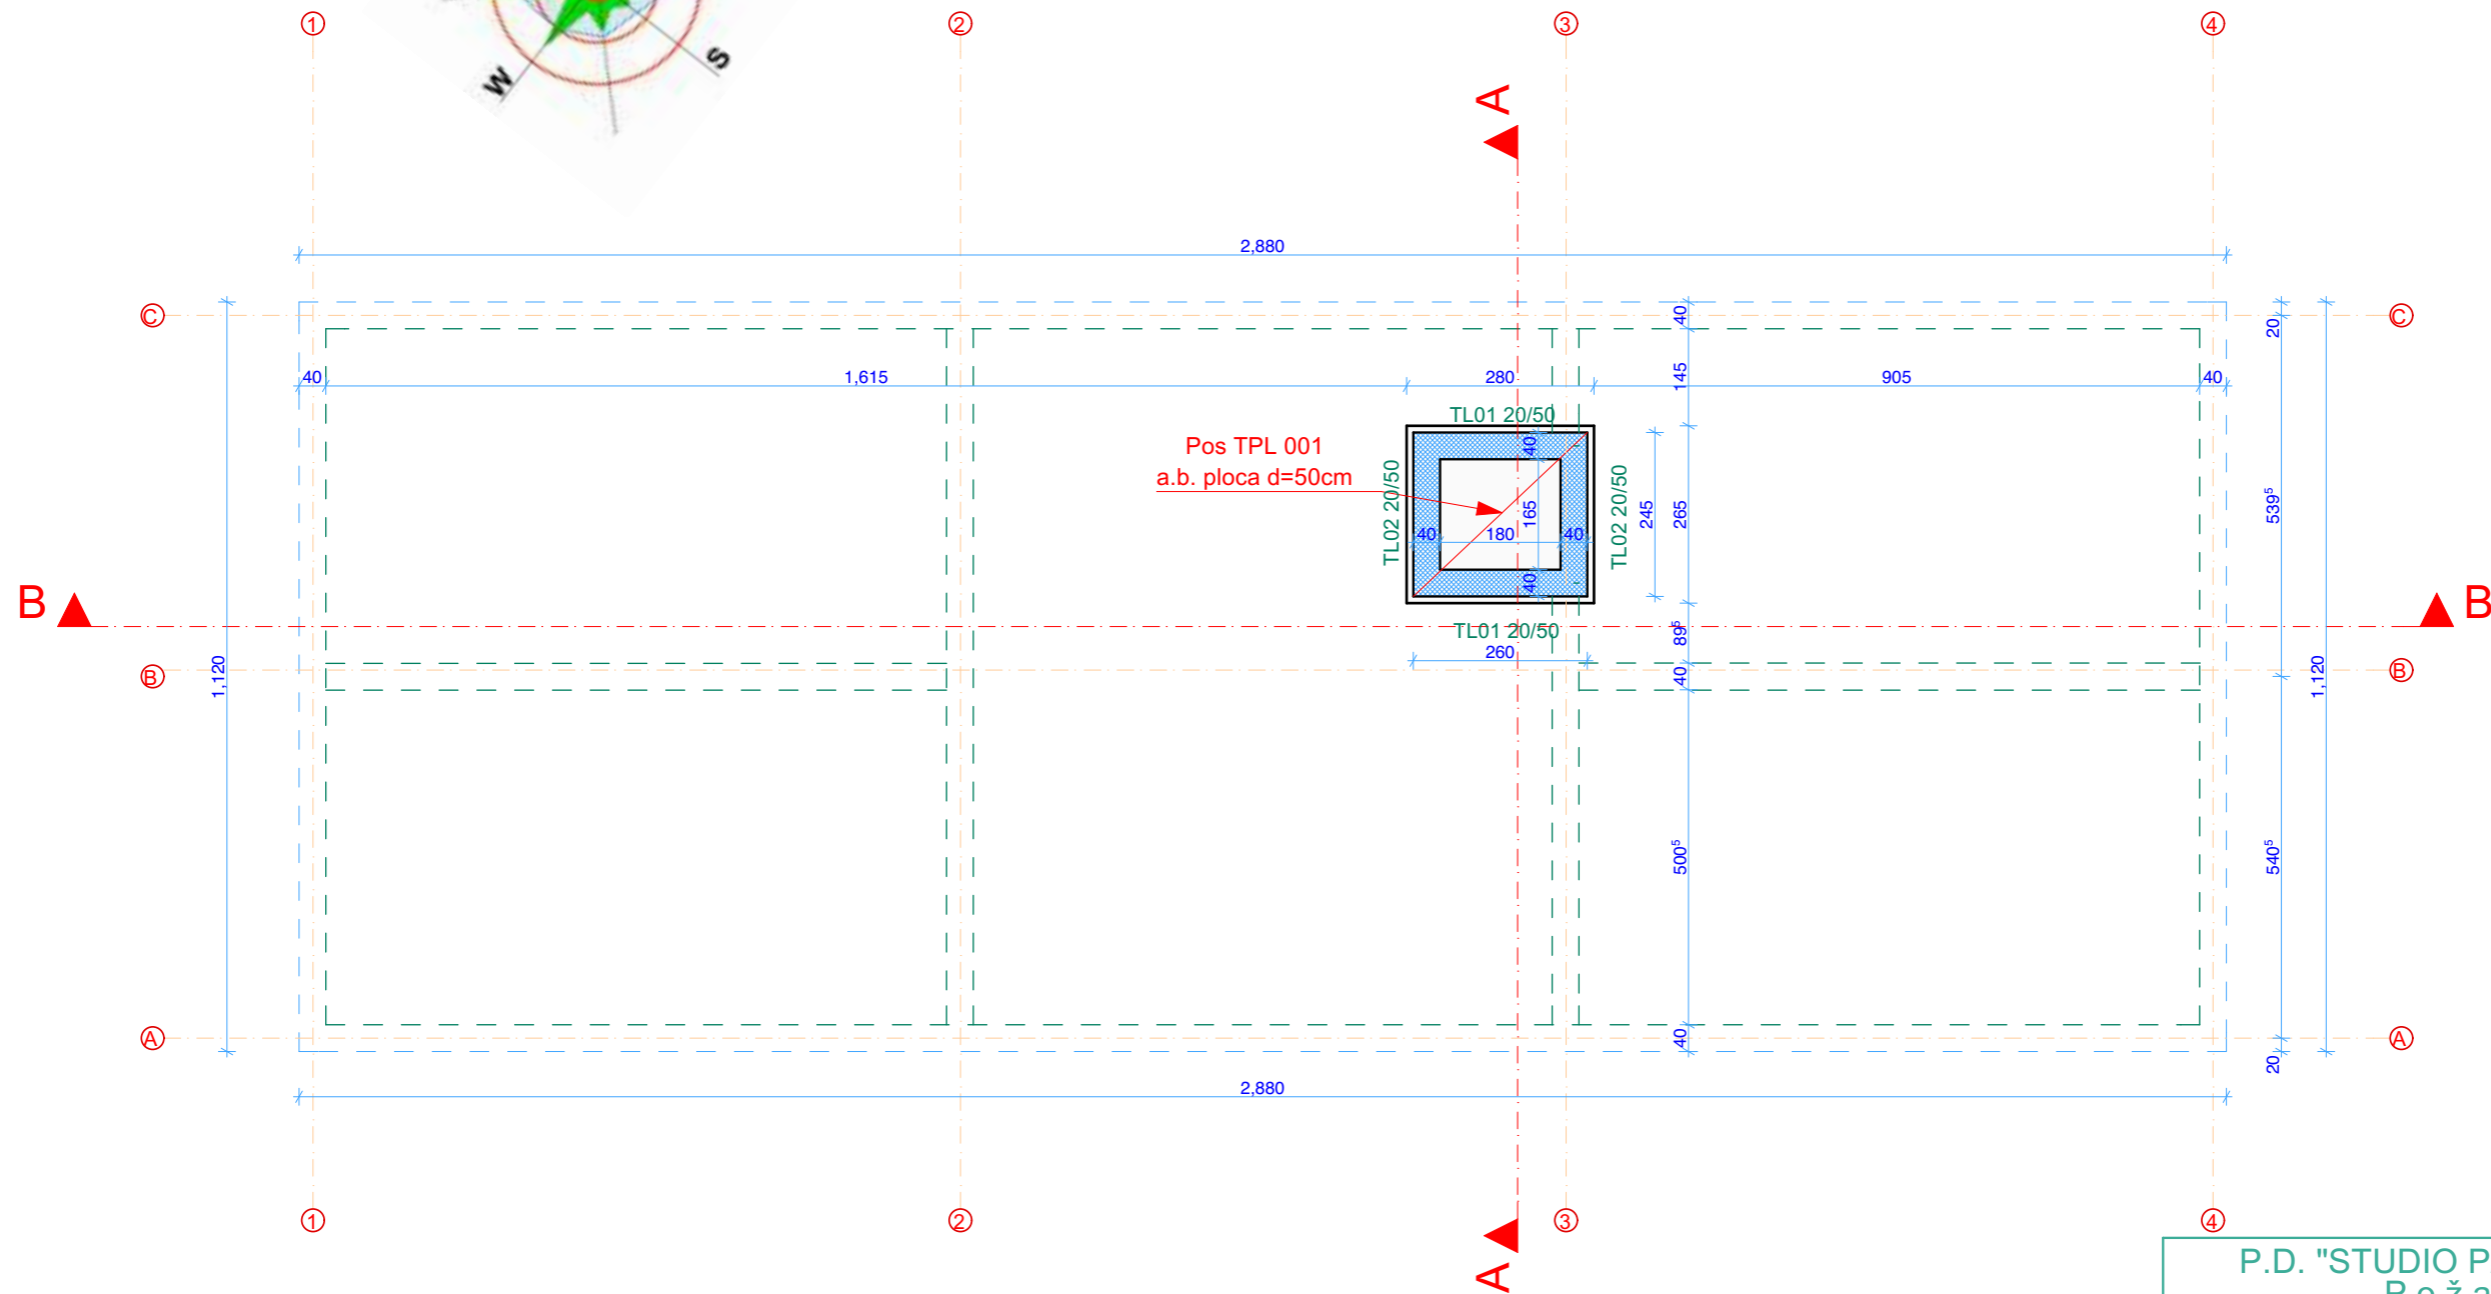 W
S
1
2
3
4
A
2,880
C
C
40
20
40
1,615
280
145
905
40
TL01 20/50
Pos TPL 001
40
a.b. ploca d=50cm
TL02 20/50
TL02 20/50
165
245
265
539⁵
40
180
40
40
B
B
TL01 20/50
89⁵
260
B
B
1,120
40
1,120
500⁵
540⁵
A
A
40
20
2,880
1
2
3
4
A
P.D. "STUDIO P